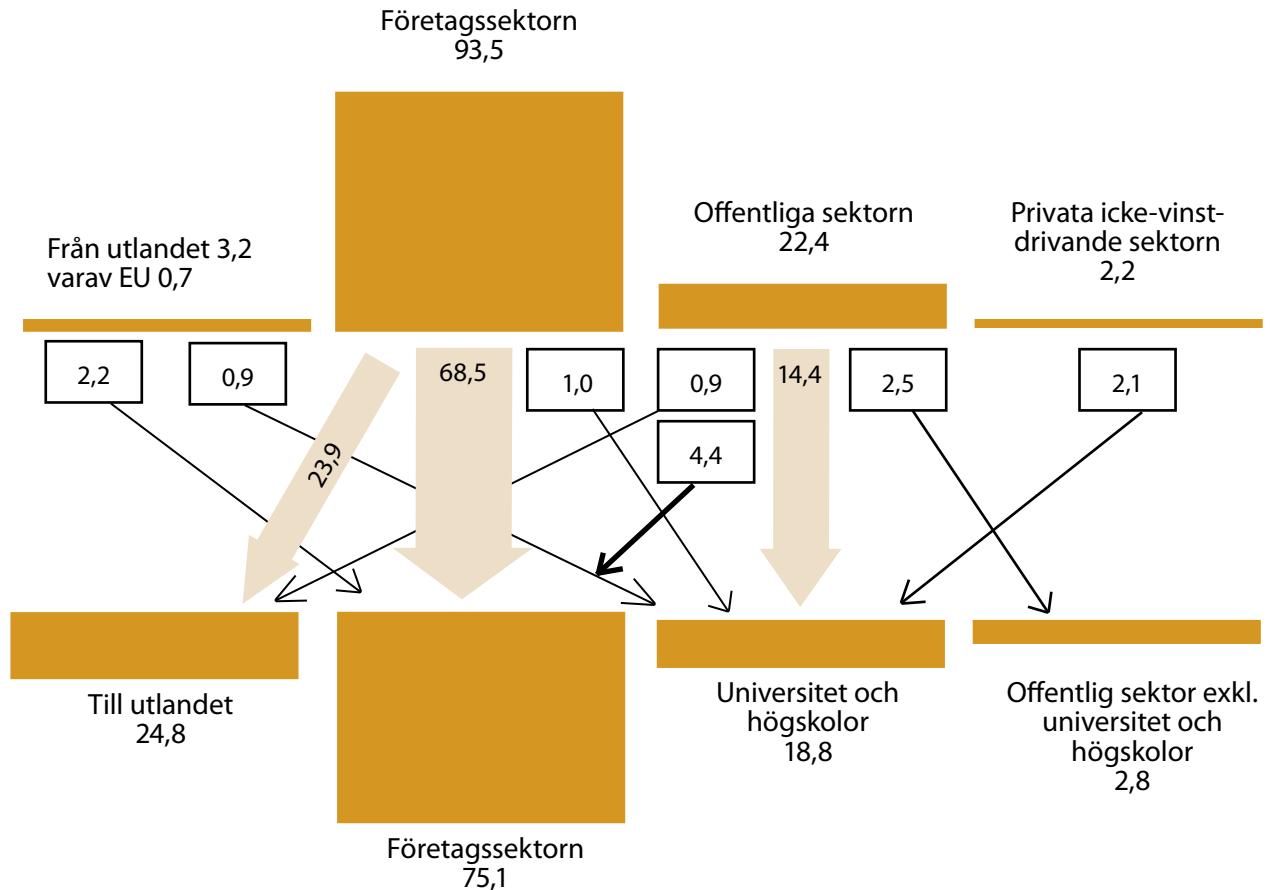 Företagssektorn
93,5
Från utlandet 3,2
varav EU 0,7
Offentliga sektorn
22,4
Privata icke-vinst-
drivande sektorn
2,2
2,2
0,9
23,9
68,5
1,0
0,9
4,4
14,4
2,5
2,1
Till utlandet
24,8
Företagssektorn
75,1
Universitet och
högskolor
18,8
Offentlig sektor exkl.
universitet och
högskolor
2,8